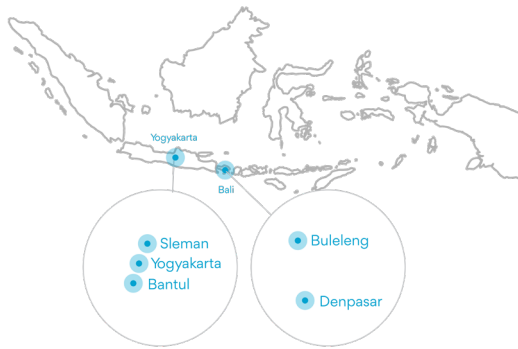 Yogyakarta
Bali
Sleman
Yogyakarta
Bantul
Buleleng
Denpasar